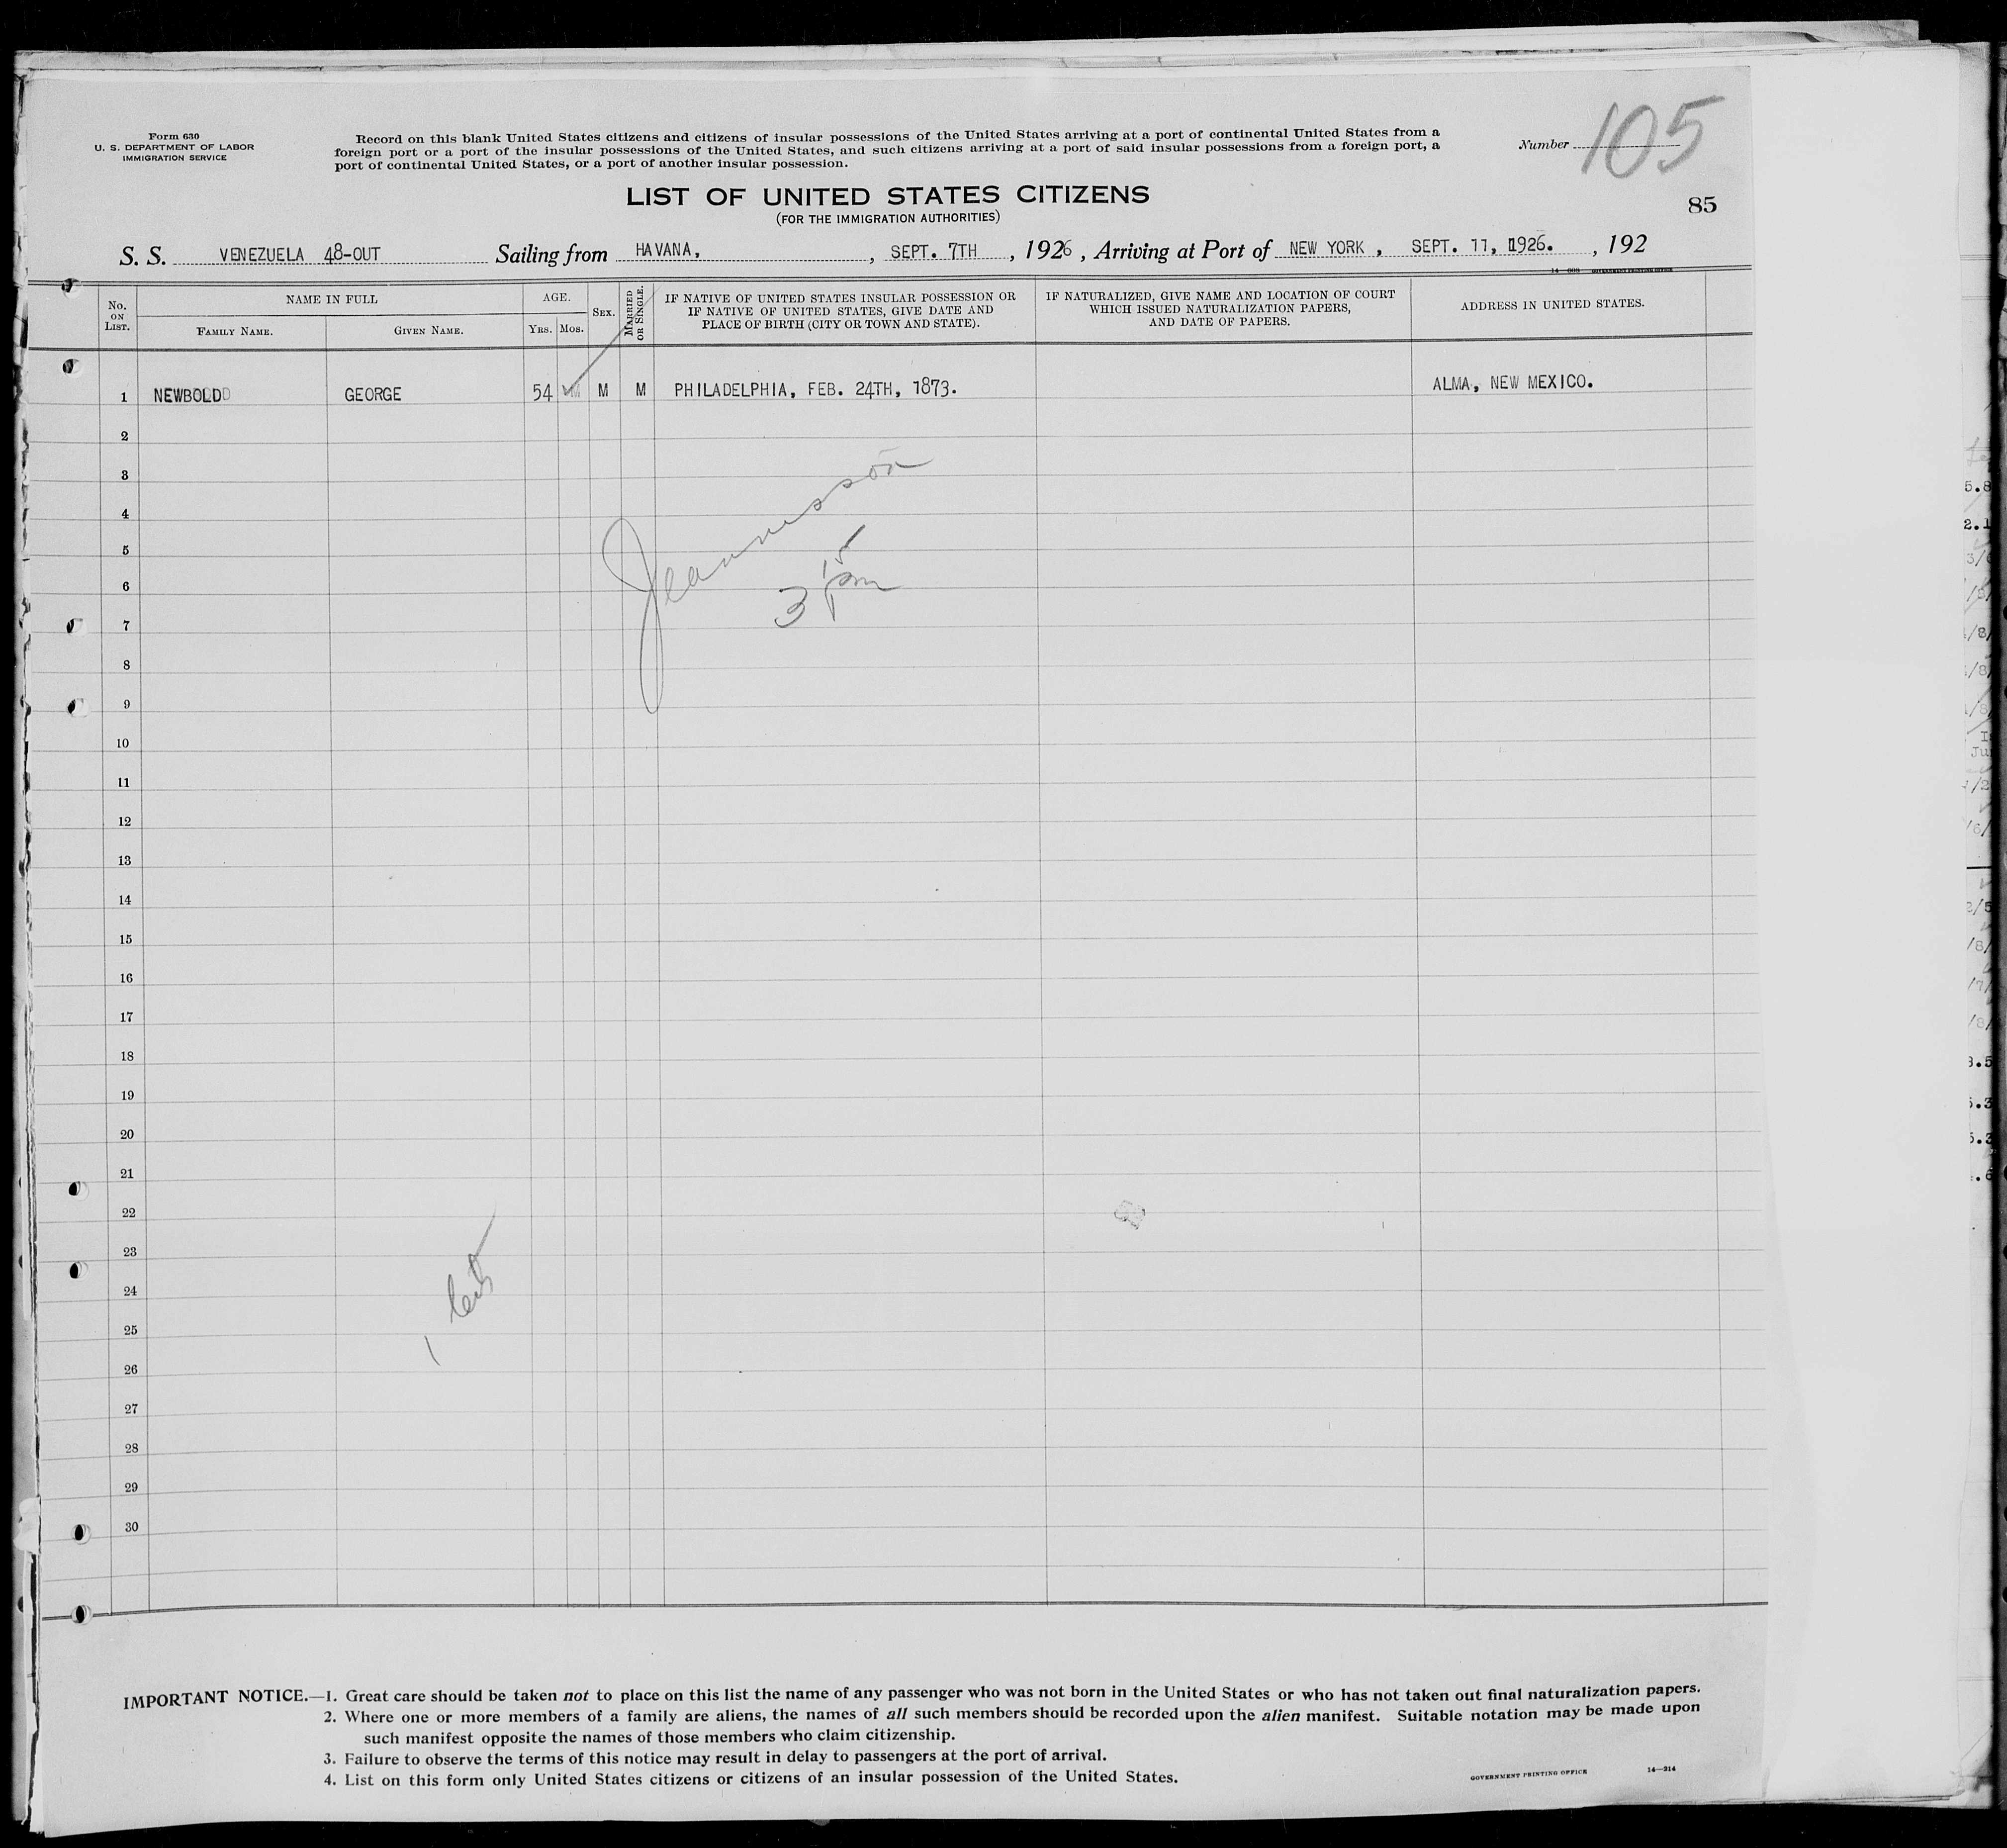 Form 630
U. S. DEPARTMENT OF LABOR
IMMIGRATION SERVICE
Record on this blank United States citizens and citizens of insular possessions of the United States arriving at a port of continental United States from a
foreign port or a port of the insular possessions of the United States, and such citizens arriving at a port of said insular possessions from a foreign port, a
port of continental United States, or a port of another insular possession.
Number 105
LIST OF UNITED STATES CITIZENS
(FOR THE IMMIGRATION AUTHORITIES)
85
S. S. VENEZUELA 48-OUT Sailing from HAVANA, , SEPT. 7TH , 1926 , Arriving at Port of NEW YORK , SEPT. 11, 1926. , 192
No. ON LIST.
NAME IN FULL
FAMILY NAME.
GIVEN NAME.
AGE.
YRS. MOS.
SEX.
MARRIED OR SINGLE.
IF NATIVE OF UNITED STATES INSULAR POSSESSION OR
IF NATIVE OF UNITED STATES, GIVE DATE AND
PLACE OF BIRTH (CITY OR TOWN AND STATE).
IF NATURALIZED, GIVE NAME AND LOCATION OF COURT
WHICH ISSUED NATURALIZATION PAPERS,
AND DATE OF PAPERS.
ADDRESS IN UNITED STATES.
1 NEWBOLD GEORGE 54 M M PHILADELPHIA, FEB. 24TH, 1873. ALMA, NEW MEXICO.
2
3
4
5
6
3 15 pm
7
8
9
10
11
12
13
14
15
16
17
18
19
20
21
22
23
24
25
26
27
28
29
30
IMPORTANT NOTICE.—1. Great care should be taken not to place on this list the name of any passenger who was not born in the United States or who has not taken out final naturalization papers.
2. Where one or more members of a family are aliens, the names of all such members should be recorded upon the alien manifest. Suitable notation may be made upon
such manifest opposite the names of those members who claim citizenship.
3. Failure to observe the terms of this notice may result in delay to passengers at the port of arrival.
4. List on this form only United States citizens or citizens of an insular possession of the United States.
GOVERNMENT PRINTING OFFICE 14—314